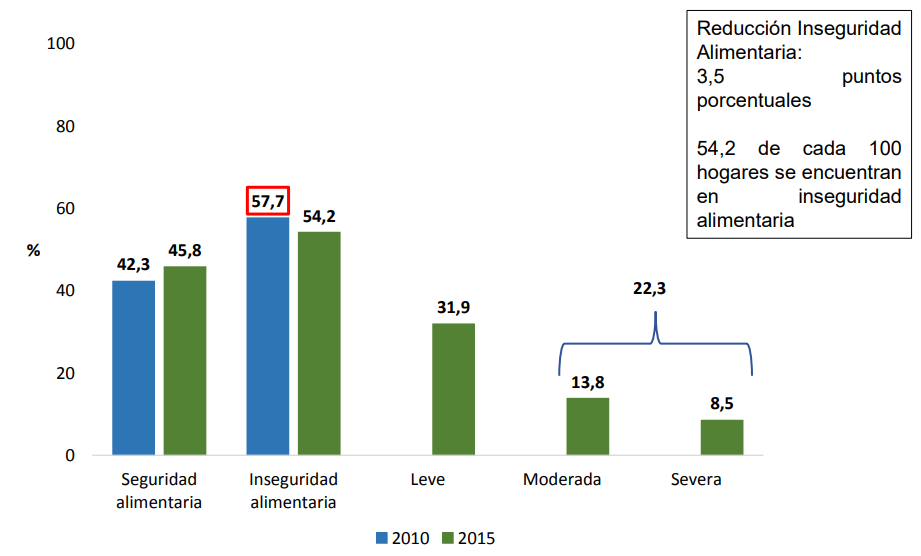 Reducción Inseguridad
Alimentaria:
3,5 puntos
porcentuales
54,2 de cada 100
hogares se encuentran
en inseguridad
alimentaria
100
80
60
%
40
20
0
42,3
45,8
57,7
54,2
31,9
22,3
13,8
8,5
Seguridad
alimentaria
Inseguridad
alimentaria
Leve
Moderada
Severa
2010
2015